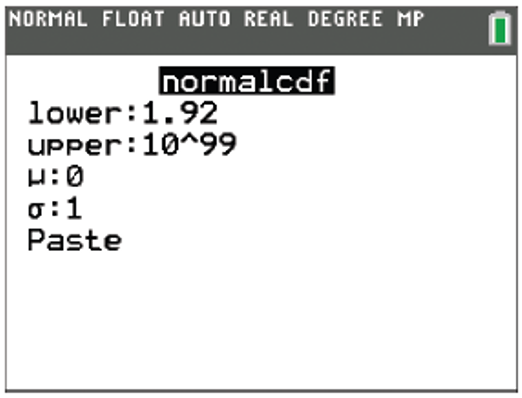 NORMAL FLOAT AUTO REAL DEGREE MP
normalcdf
lower:1.92
upper:10^99
μ:0
σ:1
Paste